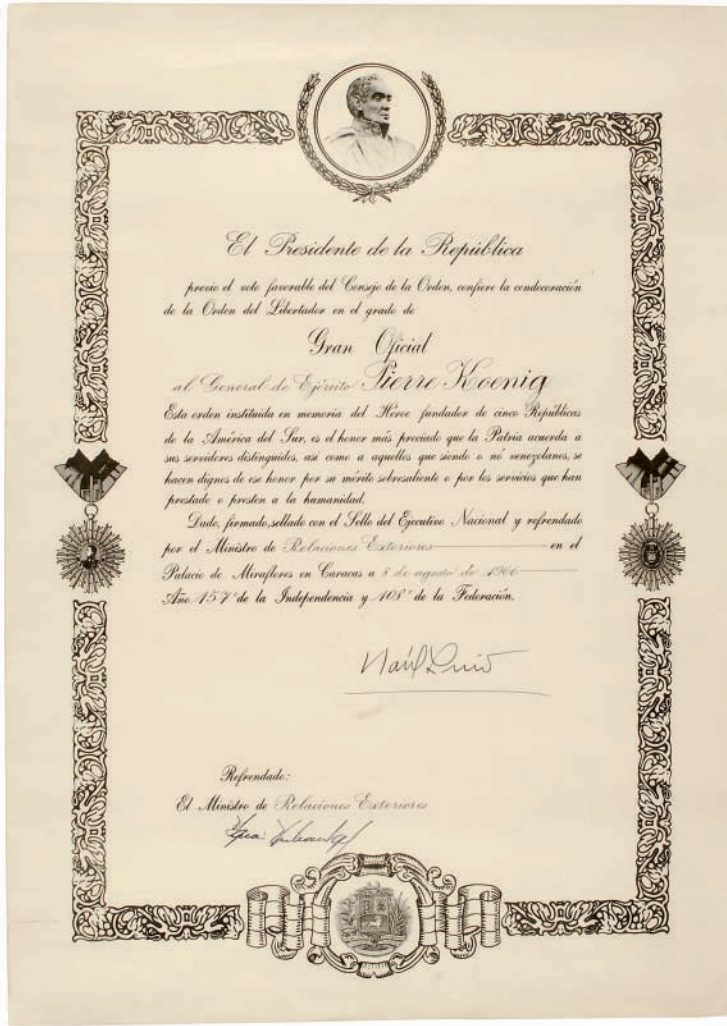 El Presidente de la República
previo el voto favorable del Consejo de la Orden, confiere la condecoración
de la Orden del Libertador en el grado de
Gran Oficial
al General de Ejército Pierre Koenig
Esta orden instituida en memoria del Héroe fundador de cinco Repúblicas
de la América del Sur, es el honor más preciado que la Patria acuerda a
sus servidores distinguidos, así como a aquellos que siendo o nó venezolanos, se
hacen dignos de ese honor por su mérito sobresaliente o por los servicios que han
prestado o presten a la humanidad.
Dado, firmado, sellado con el Sello del Ejecutivo Nacional y refrendado
por el Ministro de Relaciones Exteriores en el
Palacio de Miraflores en Caracas a 8 de agosto de 1966
Año 157º de la Independencia y 108º de la Federación.
Refrendado:
El Ministro de Relaciones Exteriores